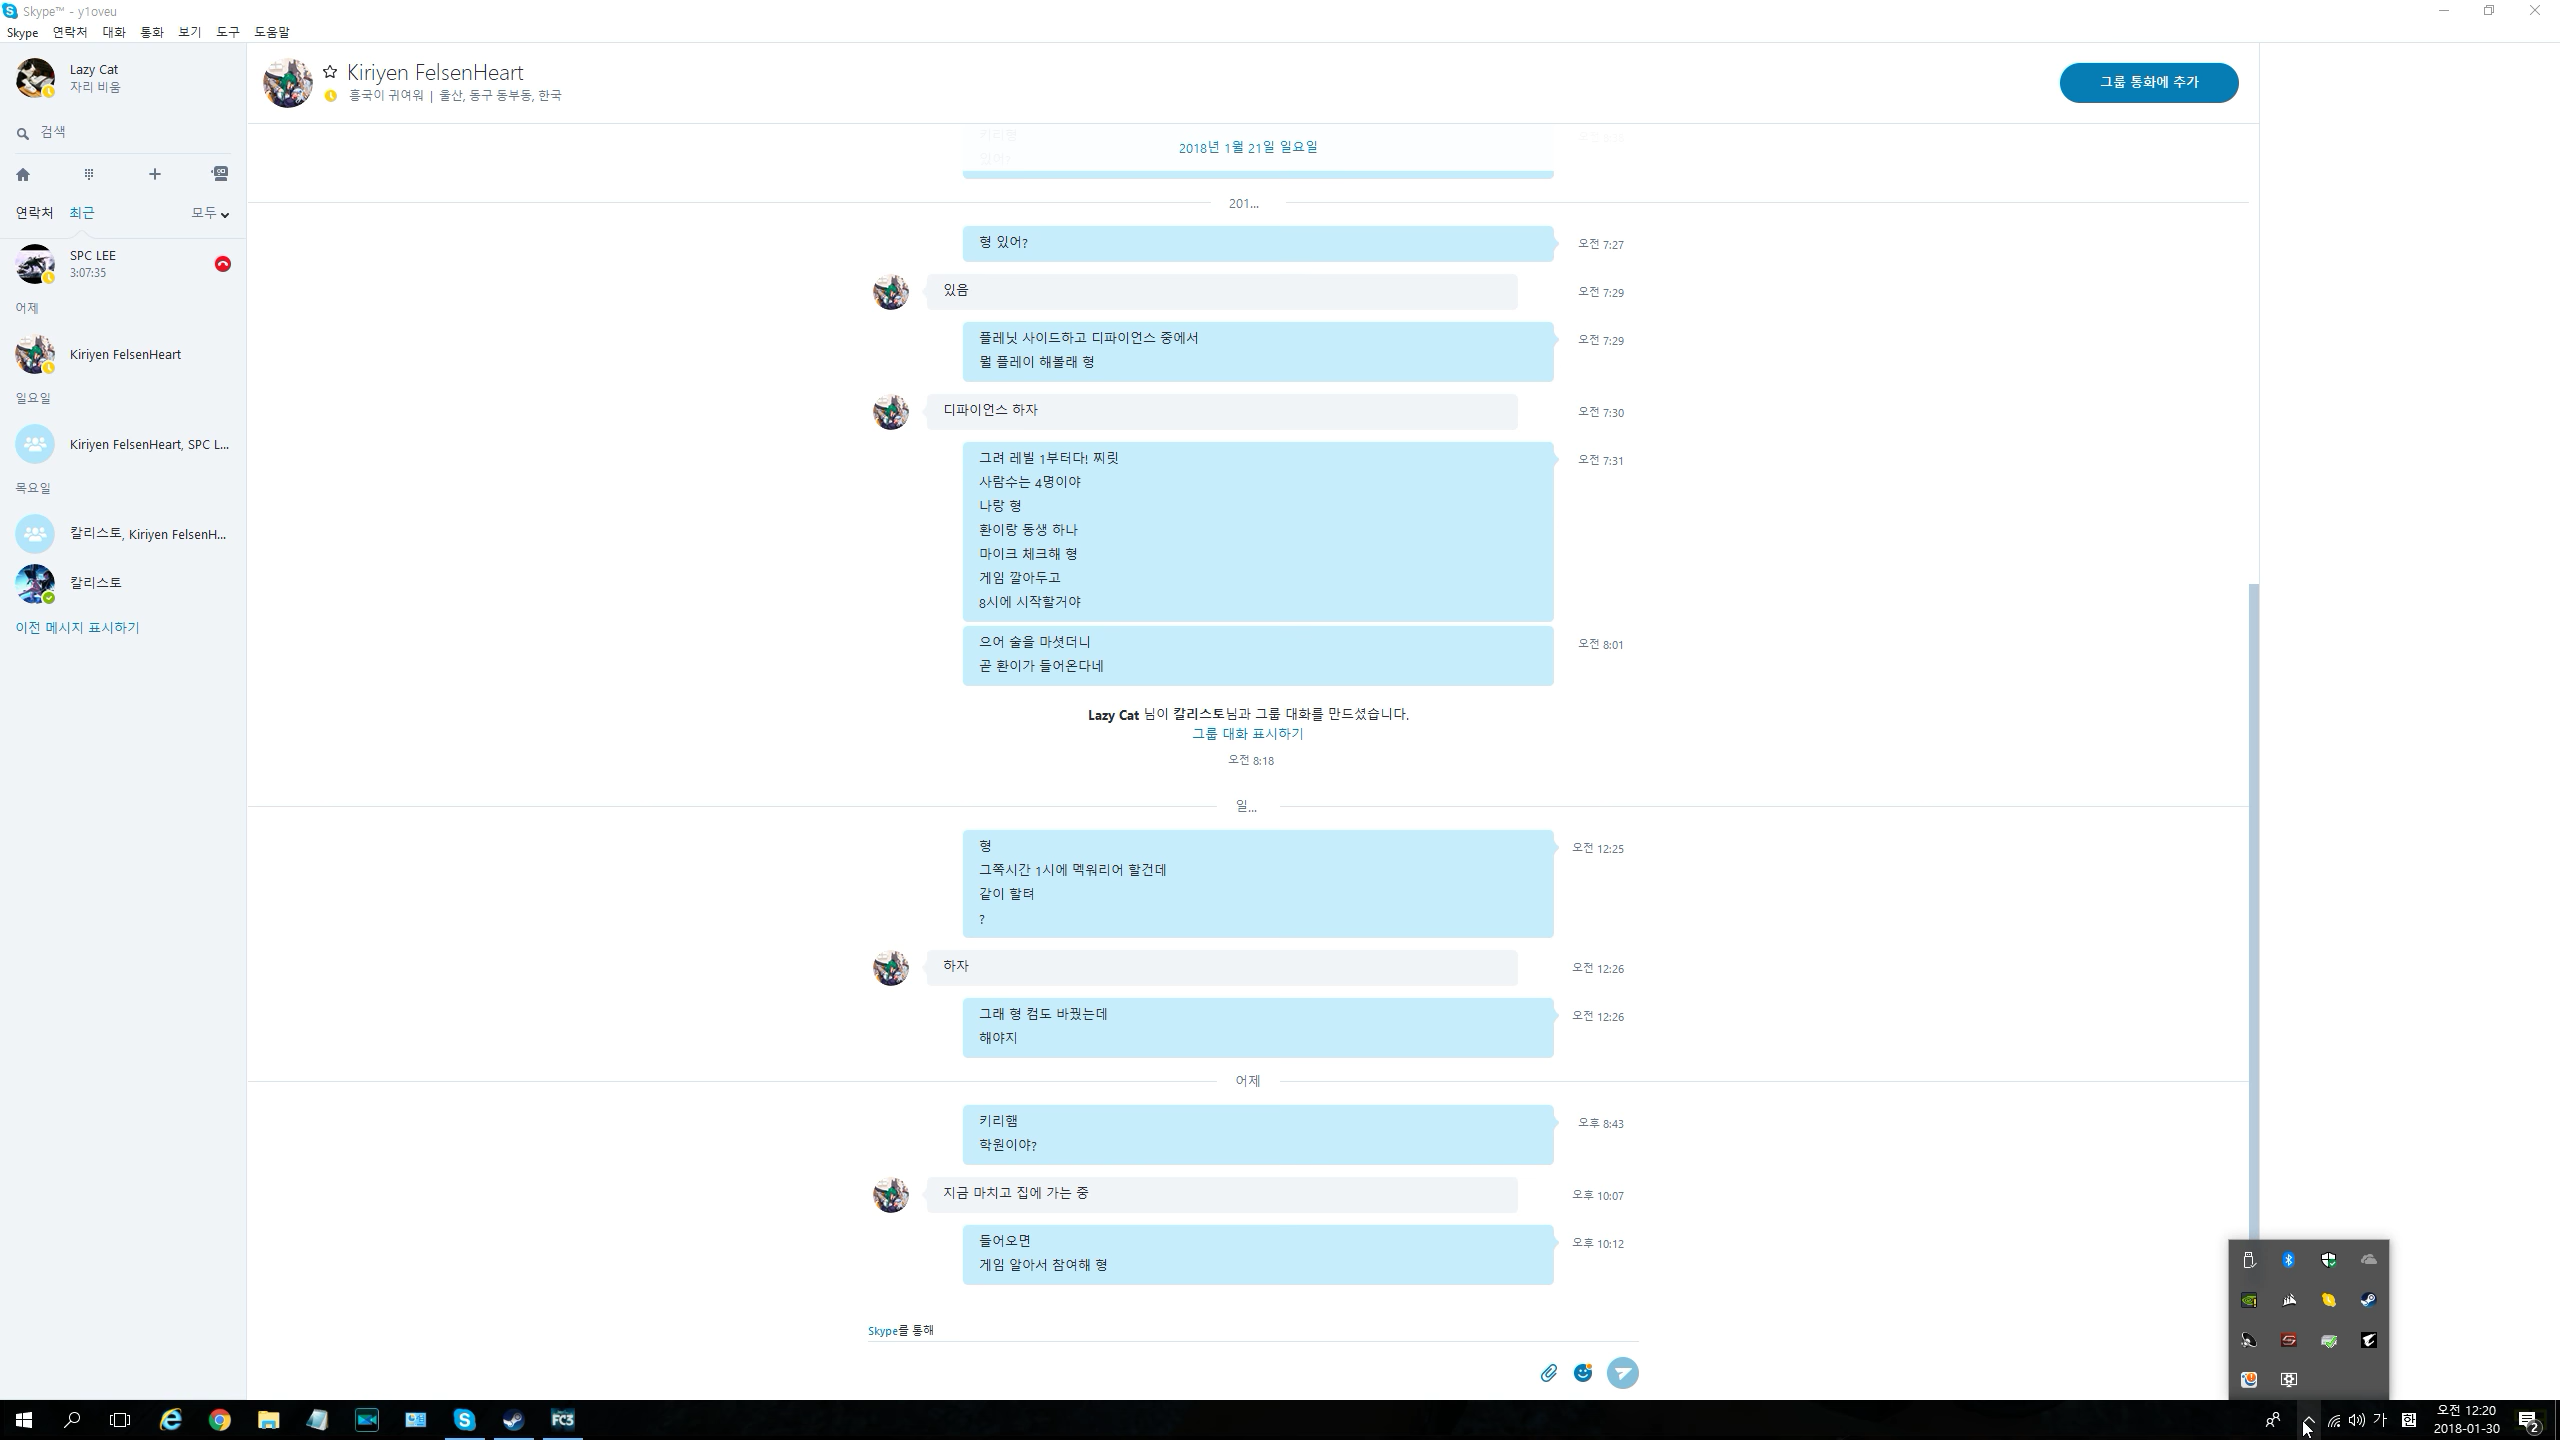 Skype™ - y1oveu
Skype 연락처 대화 통화 보기 도구 도움말
Lazy Cat
자리 비움
검색
연락처 최근 모두
SPC LEE
3:07:35
어제
Kiriyen FelsenHeart
일요일
Kiriyen FelsenHeart, SPC L...
목요일
칼리스토, Kiriyen FelsenH...
칼리스토
이전 메시지 표시하기
Kiriyen FelsenHeart
흥국이 귀여워 | 울산, 동구 동부동, 한국
그룹 통화에 추가
키리형
2018년 1월 21일 일요일
201...
형 있어?
오전 7:27
있음
오전 7:29
플레닛 사이드하고 디파이언스 중에서
오전 7:29
뭘 플레이 해볼래 형
디파이언스 하자
오전 7:30
그려 레빌 1부터다! 찌릿
오전 7:31
사람수는 4명이야
나랑 형
환이랑 동생 하나
마이크 체크해 형
게임 깔아두고
8시에 시작할거야
으어 술을 마셧더니
오전 8:01
곧 환이가 들어온다네
Lazy Cat 님이 칼리스토님과 그룹 대화를 만드셨습니다.
그룹 대화 표시하기
오전 8:18
일...
형
오전 12:25
그쪽시간 1시에 멕워리어 할건데
같이 할텨
?
하자
오전 12:26
그래 형 컴도 바꿨는데
오전 12:26
해야지
어제
키리햄
오후 8:43
학원이야?
지금 마치고 집에 가는 중
오후 10:07
들어오면
오후 10:12
게임 알아서 참여해 형
Skype를 통해
FC3
가
한
오전 12:20
2018-01-30
2